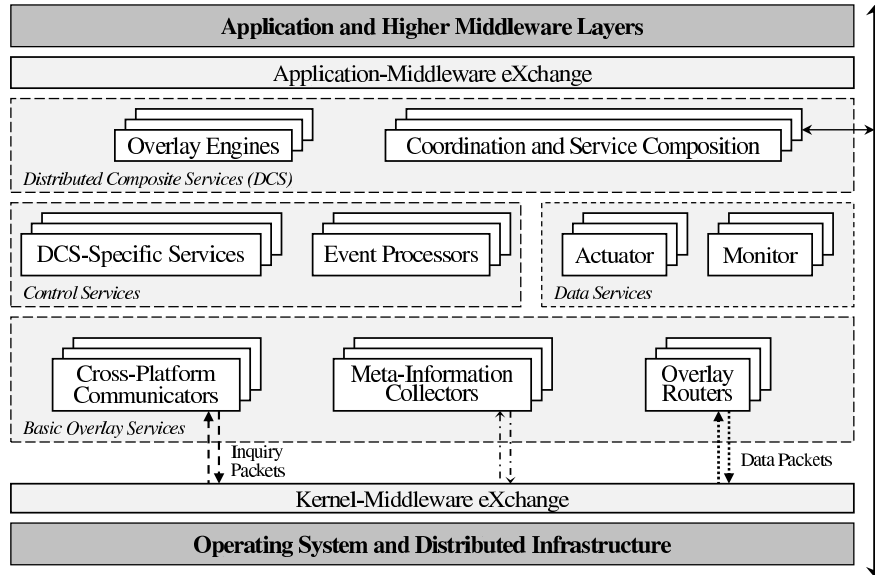 Application and Higher Middleware Layers
Application-Middleware eXchange
Overlay Engines
Coordination and Service Composition
Distributed Composite Services (DCS)
DCS-Specific Services
Event Processors
Actuator
Monitor
Control Services
Data Services
Cross-Platform
Communicators
Meta-Information
Collectors
Overlay
Routers
Basic Overlay Services
Inquiry
Packets
Data Packets
Kernel-Middleware eXchange
Operating System and Distributed Infrastructure